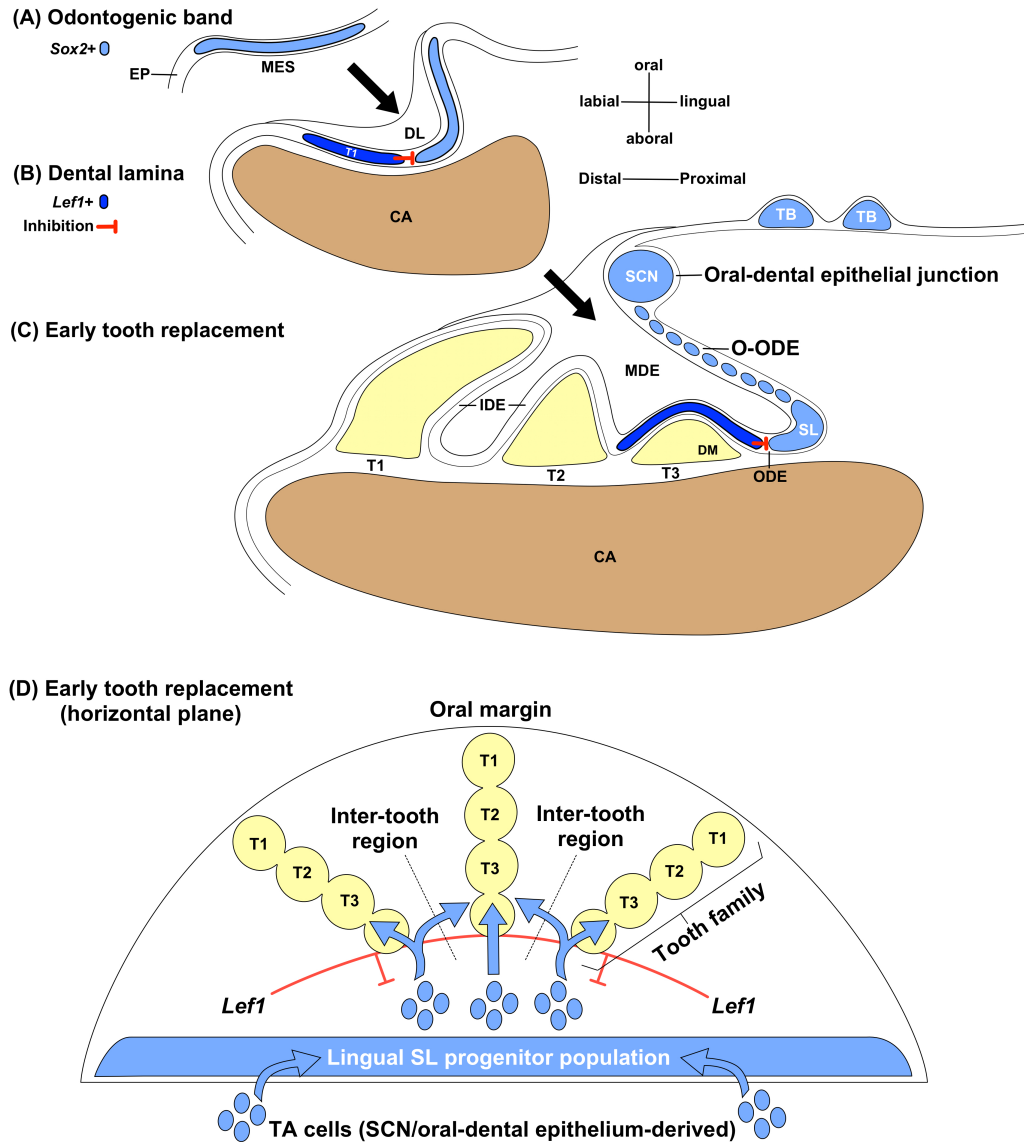 (A) Odontogenic band
Sox2+
EP
MES
oral
labial
lingual
aboral
DL
T1
(B) Dental lamina
Lef1+
Inhibition
CA
Distal
Proximal
TB
TB
SCN
Oral-dental epithelial junction
(C) Early tooth replacement
O-ODE
MDE
IDE
SL
DM
T1
T2
T3
ODE
CA
(D) Early tooth replacement
(horizontal plane)
Oral margin
T1
T2
T3
Inter-tooth
region
Inter-tooth
region
T1
T2
T3
T1
T2
T3
Tooth family
Lef1
Lef1
Lingual SL progenitor population
TA cells (SCN/oral-dental epithelium-derived)